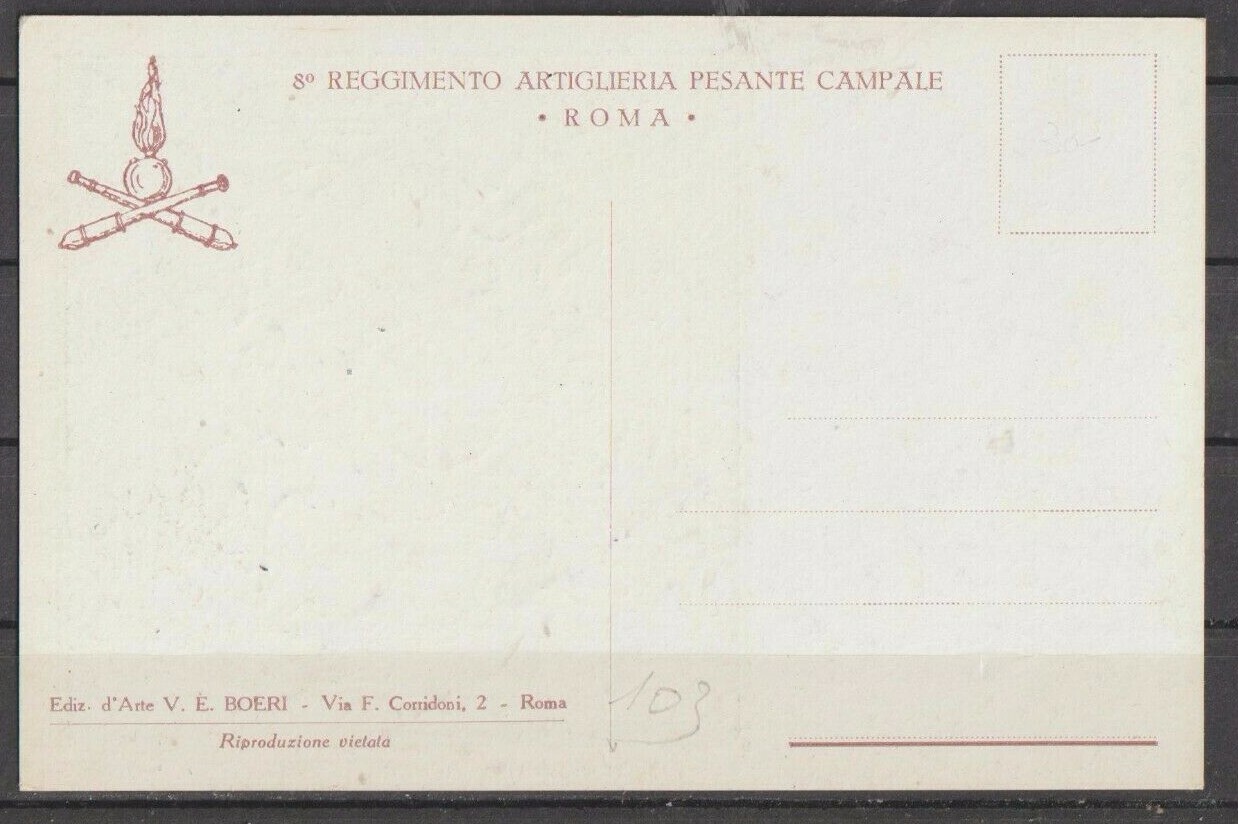 8º REGGIMENTO ARTIGLIERIA PESANTE CAMPALE
• ROMA •
Ediz. d'Arte V. E. BOERI - Via F. Corridoni, 2 - Roma
Riproduzione vietata
103